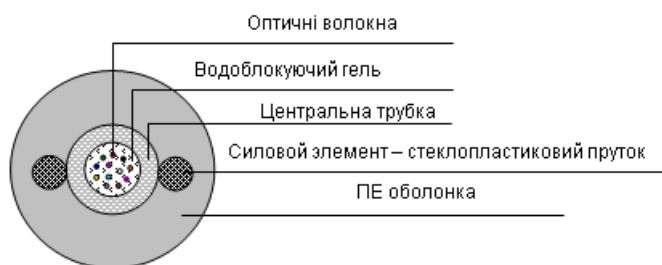 Оптичні волокна
Водоблокуючий гель
Центральна трубка
Силовой элемент – стеклопластиковий пруток
ПЕ оболонка